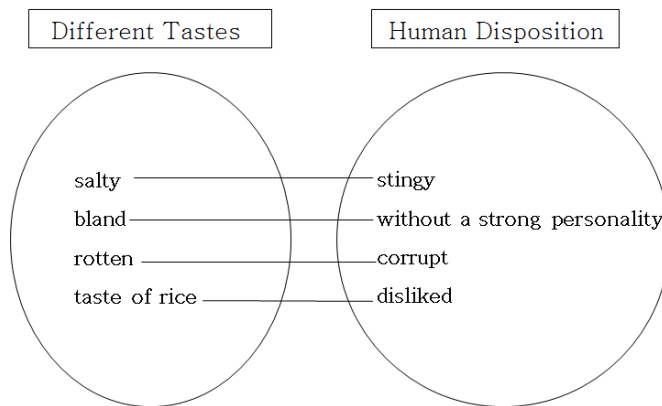 Different Tastes
Human Disposition
salty stingy
bland without a strong personality
rotten corrupt
taste of rice disliked